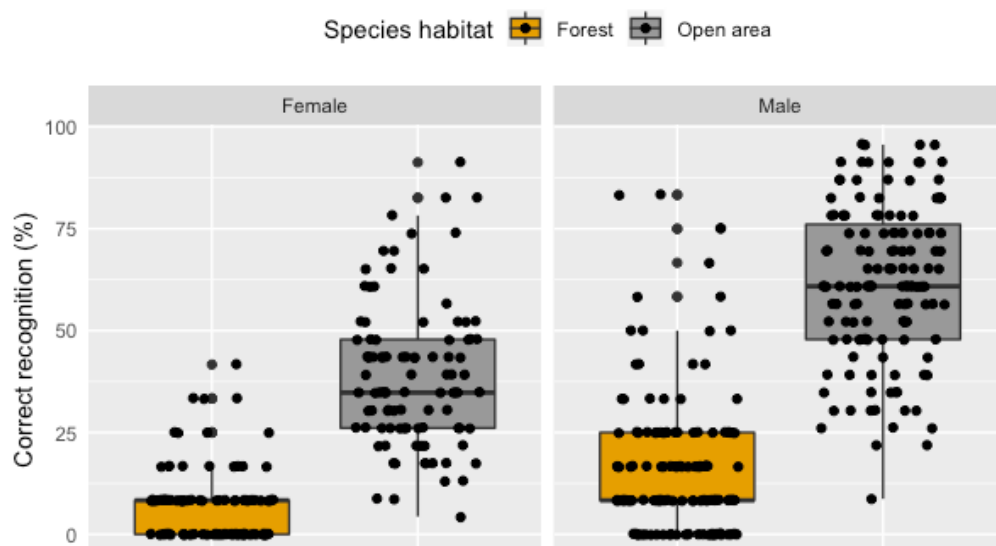 Species habitat Forest Open area
Female Male
100
75
50
25
0
Correct recognition (%)